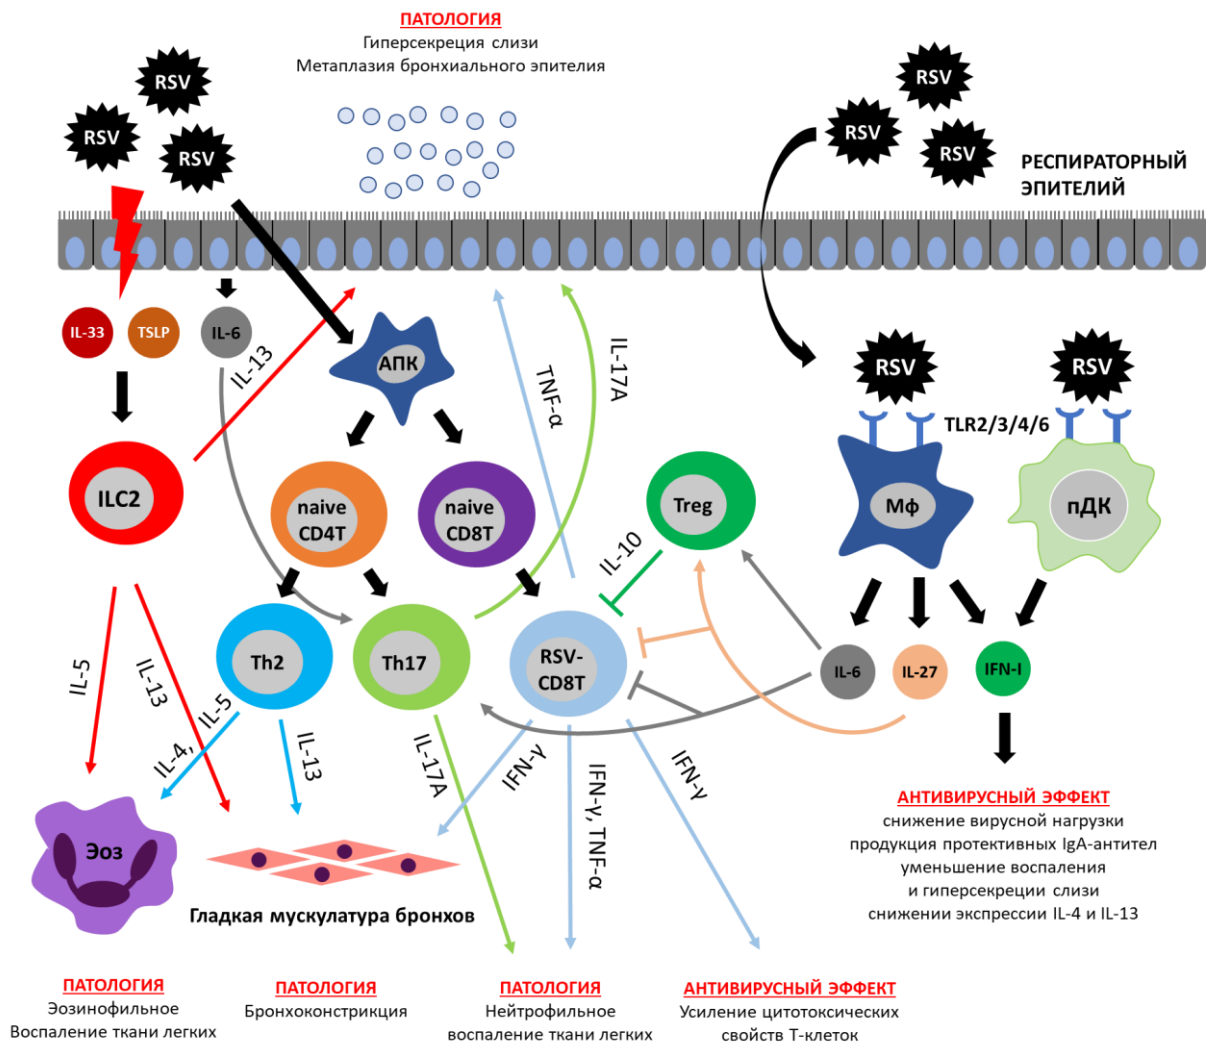 ПАТОЛОГИЯ
Гиперсекреция слизи
Метаплазия бронхиального эпителия
RSV
RSV
RSV
RSV
RSV
RSV
РЕСПИРАТОРНЫЙ
ЭПИТЕЛИЙ
IL-33
TSLP
IL-6
IL-13
АПК
TNF-α
IL-17A
RSV
RSV
TLR2/3/4/6
ILC2
naive
CD4T
naive
CD8T
Treg
Мф
пДК
IL-10
Th2
Th17
RSV-
CD8T
IL-6
IL-27
IFN-I
IL-5
IL-13
IL-4, IL-5
IL-13
IL-17A
IFN-γ
IFN-γ, TNF-α
IFN-γ
Эоз
Гладкая мускулатура бронхов
АНТИВИРУСНЫЙ ЭФФЕКТ
снижение вирусной нагрузки
продукция протективных IgA-антител
уменьшение воспаления
и гиперсекреции слизи
снижении экспрессии IL-4 и IL-13
ПАТОЛОГИЯ
Эозинофильное
Воспаление ткани легких
ПАТОЛОГИЯ
Бронхоконстрикция
ПАТОЛОГИЯ
Нейтрофильное
воспаление ткани легких
АНТИВИРУСНЫЙ ЭФФЕКТ
Усиление цитотоксических
свойств Т-клеток